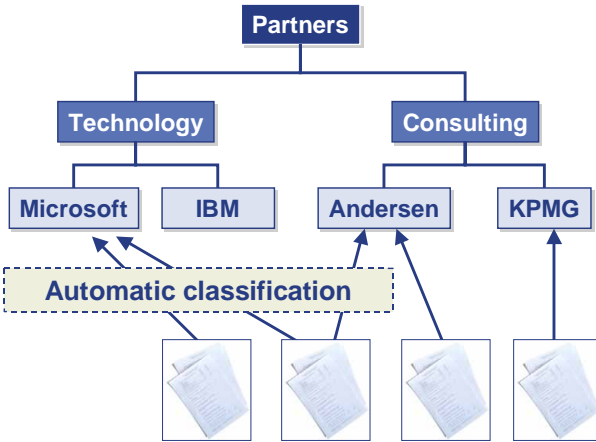 Partners
Technology
Consulting
Microsoft
IBM
Andersen
KPMG
Automatic classification